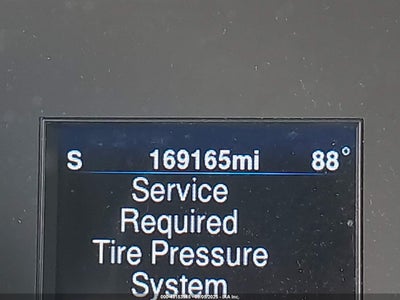 S 169165mi 88°
Service
Required
Tire Pressure
System